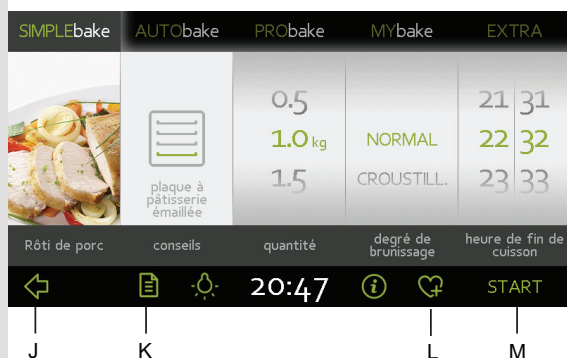 SIMPLEbake AUTObake PRObake MYbake EXTRA
0.5 21 31
1.0 kg NORMAL 22 32
1.5 CROUSTILL. 23 33
plaque à
pâtisserie
émaillée
Rôti de porc conseils quantité degré de brunissage heure de fin de cuisson
20:47 i START
J K L M